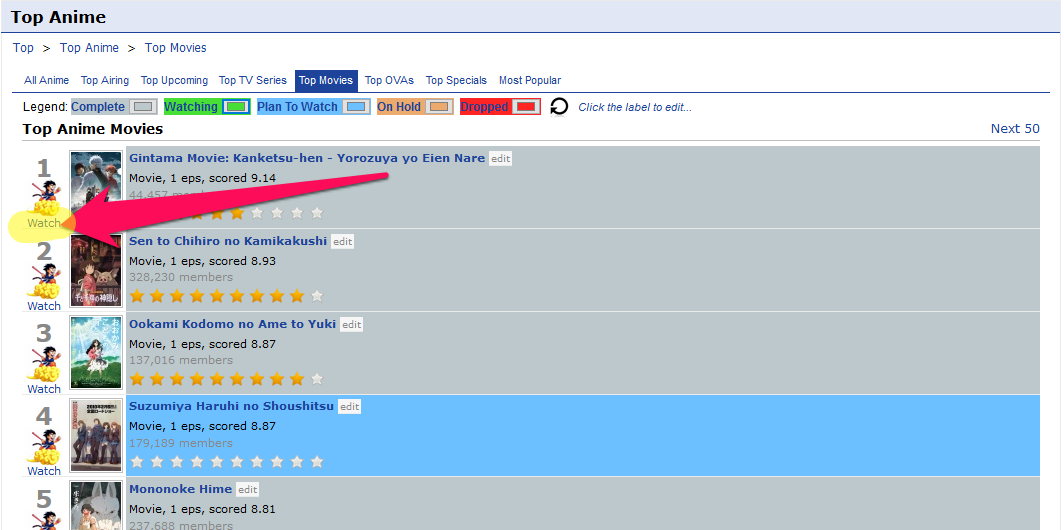 Top Anime
Top > Top Anime > Top Movies
All Anime Top Airing Top Upcoming Top TV Series Top Movies Top OVAs Top Specials Most Popular
Legend: Complete Watching Plan To Watch On Hold Dropped Click the label to edit...
Top Anime Movies Next 50
1
Watch
Gintama Movie: Kanketsu-hen - Yorozuya yo Eien Nare edit
Movie, 1 eps, scored 9.14
44,457 members
2
Watch
Sen to Chihiro no Kamikakushi edit
Movie, 1 eps, scored 8.93
328,230 members
3
Watch
Ookami Kodomo no Ame to Yuki edit
Movie, 1 eps, scored 8.87
137,016 members
4
Watch
Suzumiya Haruhi no Shoushitsu edit
Movie, 1 eps, scored 8.87
179,189 members
5
Mononoke Hime edit
Movie, 1 eps, scored 8.81
237,688 members